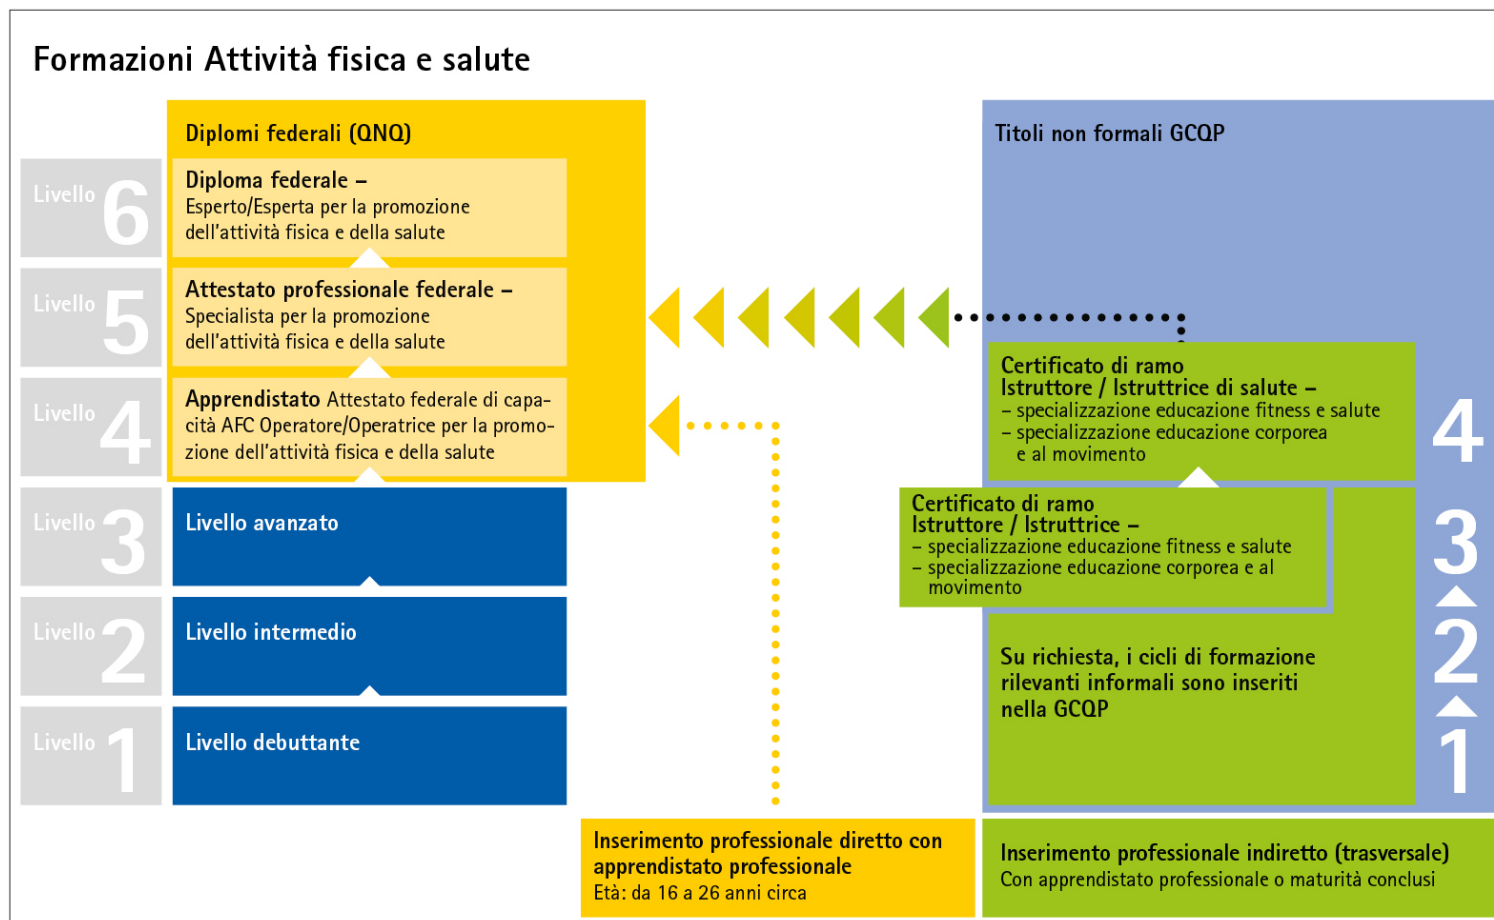 Formazioni Attività fisica e salute
Diplomi federali (QNQ)
Livello 6
Diploma federale –
Esperto/Esperta per la promozione
dell'attività fisica e della salute
Livello 5
Attestato professionale federale –
Specialista per la promozione
dell'attività fisica e della salute
Livello 4
Apprendistato Attestato federale di capa-
cità AFC Operatore/Operatrice per la promo-
zione dell'attività fisica e della salute
Livello 3
Livello avanzato
Livello 2
Livello intermedio
Livello 1
Livello debuttante
Inserimento professionale diretto con
apprendistato professionale
Età: da 16 a 26 anni circa
Titoli non formali GCQP
Certificato di ramo
Istruttore / Istruttrice di salute –
– specializzazione educazione fitness e salute
– specializzazione educazione corporea
e al movimento
4
Certificato di ramo
Istruttore / Istruttrice –
– specializzazione educazione fitness e salute
– specializzazione educazione corporea e al
movimento
3
Su richiesta, i cicli di formazione
rilevanti informali sono inseriti
nella GCQP
2
1
Inserimento professionale indiretto (trasversale)
Con apprendistato professionale o maturità conclusi